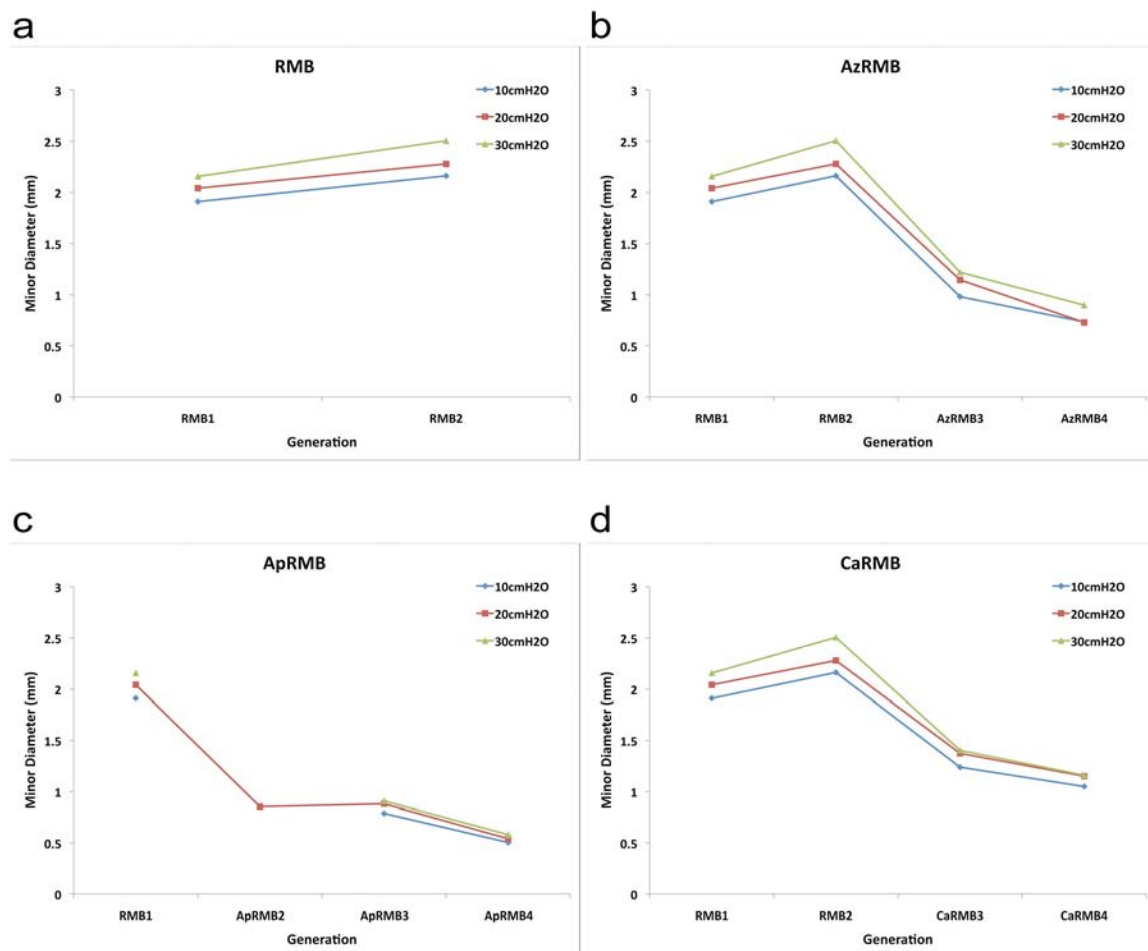 a
RMB
10cmH2O
20cmH2O
30cmH2O
3
2.5
2
1.5
1
0.5
0
Minor Diameter (mm)
RMB1 RMB2
Generation
b
AzRMB
10cmH2O
20cmH2O
30cmH2O
3
2.5
2
1.5
1
0.5
0
Minor Diameter (mm)
RMB1 RMB2 AzRMB3 AzRMB4
Generation
c
ApRMB
10cmH2O
20cmH2O
30cmH2O
3
2.5
2
1.5
1
0.5
0
Minor Diameter (mm)
RMB1 ApRMB2 ApRMB3 ApRMB4
Generation
d
CaRMB
10cmH2O
20cmH2O
30cmH2O
3
2.5
2
1.5
1
0.5
0
Minor Diameter (mm)
RMB1 RMB2 CaRMB3 CaRMB4
Generation